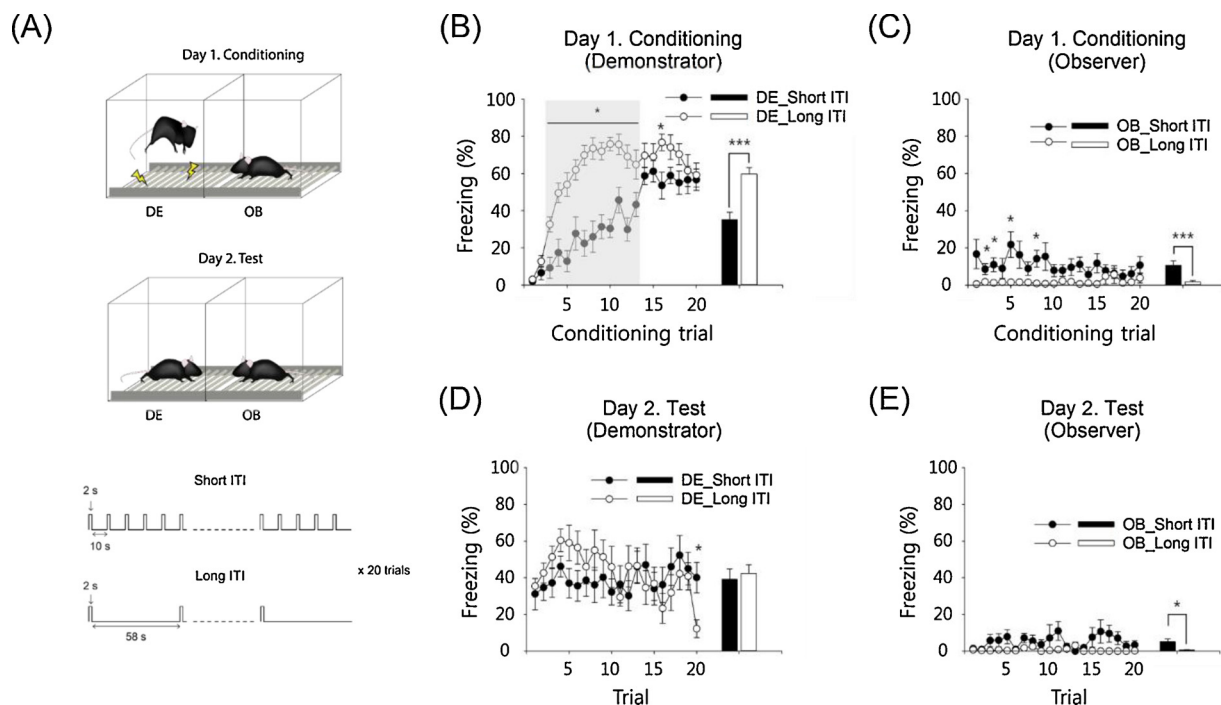 (A)
Day 1. Conditioning
DE
OB
Day 2. Test
DE
OB
Short ITI
2 s
10 s
Long ITI
2 s
58 s
x 20 trials
(B)
Day 1. Conditioning
(Demonstrator)
Freezing (%)
100
80
60
40
20
0
*
*
DE_Short ITI
DE_Long ITI
***
5
10
15
20
Conditioning trial
(C)
Day 1. Conditioning
(Observer)
Freezing (%)
100
80
60
40
20
0
OB_Short ITI
OB_Long ITI
*
*
*
*
***
5
10
15
20
Conditioning trial
(D)
Day 2. Test
(Demonstrator)
Freezing (%)
100
80
60
40
20
0
DE_Short ITI
DE_Long ITI
*
5
10
15
20
Trial
(E)
Day 2. Test
(Observer)
Freezing (%)
100
80
60
40
20
0
OB_Short ITI
OB_Long ITI
*
5
10
15
20
Trial